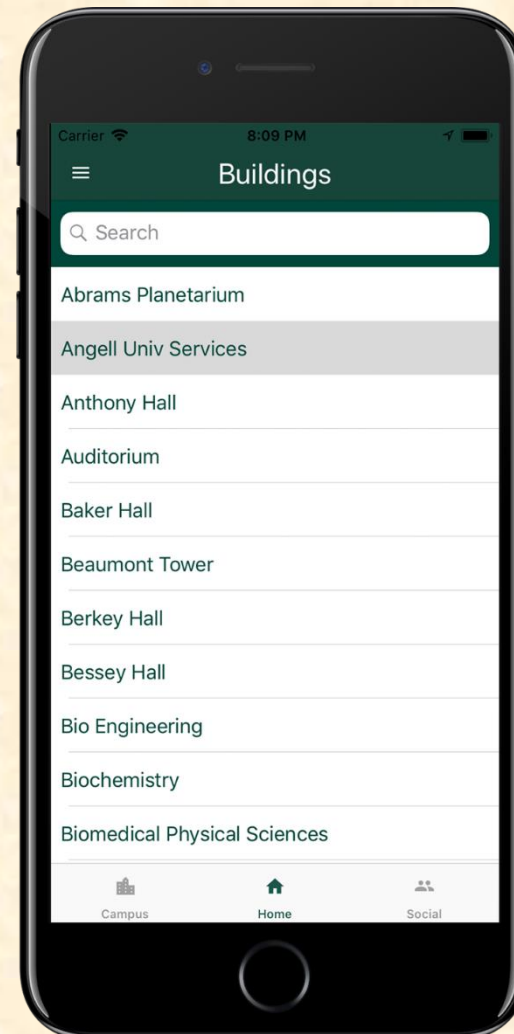 Carrier 8:09 PM
Buildings
Search
Abrams Planetarium
Angell Univ Services
Anthony Hall
Auditorium
Baker Hall
Beaumont Tower
Berkey Hall
Bessey Hall
Bio Engineering
Biochemistry
Biomedical Physical Sciences
Campus Home Social